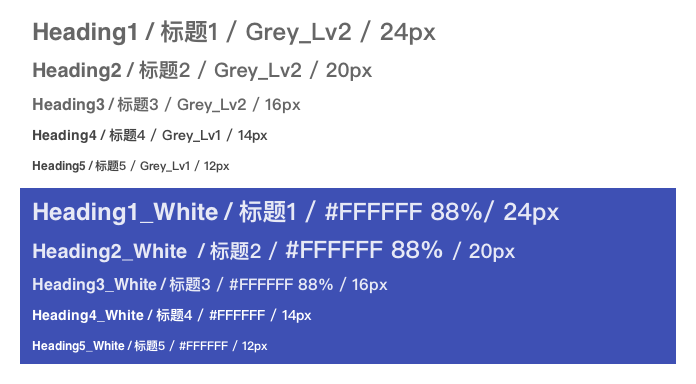 Heading1 / 标题1 / Grey_Lv2 / 24px
Heading2 / 标题2 / Grey_Lv2 / 20px
Heading3 / 标题3 / Grey_Lv2 / 16px
Heading4 / 标题4 / Grey_Lv1 / 14px
Heading5 / 标题5 / Grey_Lv1 / 12px
Heading1_White / 标题1 / #FFFFFF 88%/ 24px
Heading2_White / 标题2 / #FFFFFF 88% / 20px
Heading3_White / 标题3 / #FFFFFF 88% / 16px
Heading4_White / 标题4 / #FFFFFF / 14px
Heading5_White / 标题5 / #FFFFFF / 12px